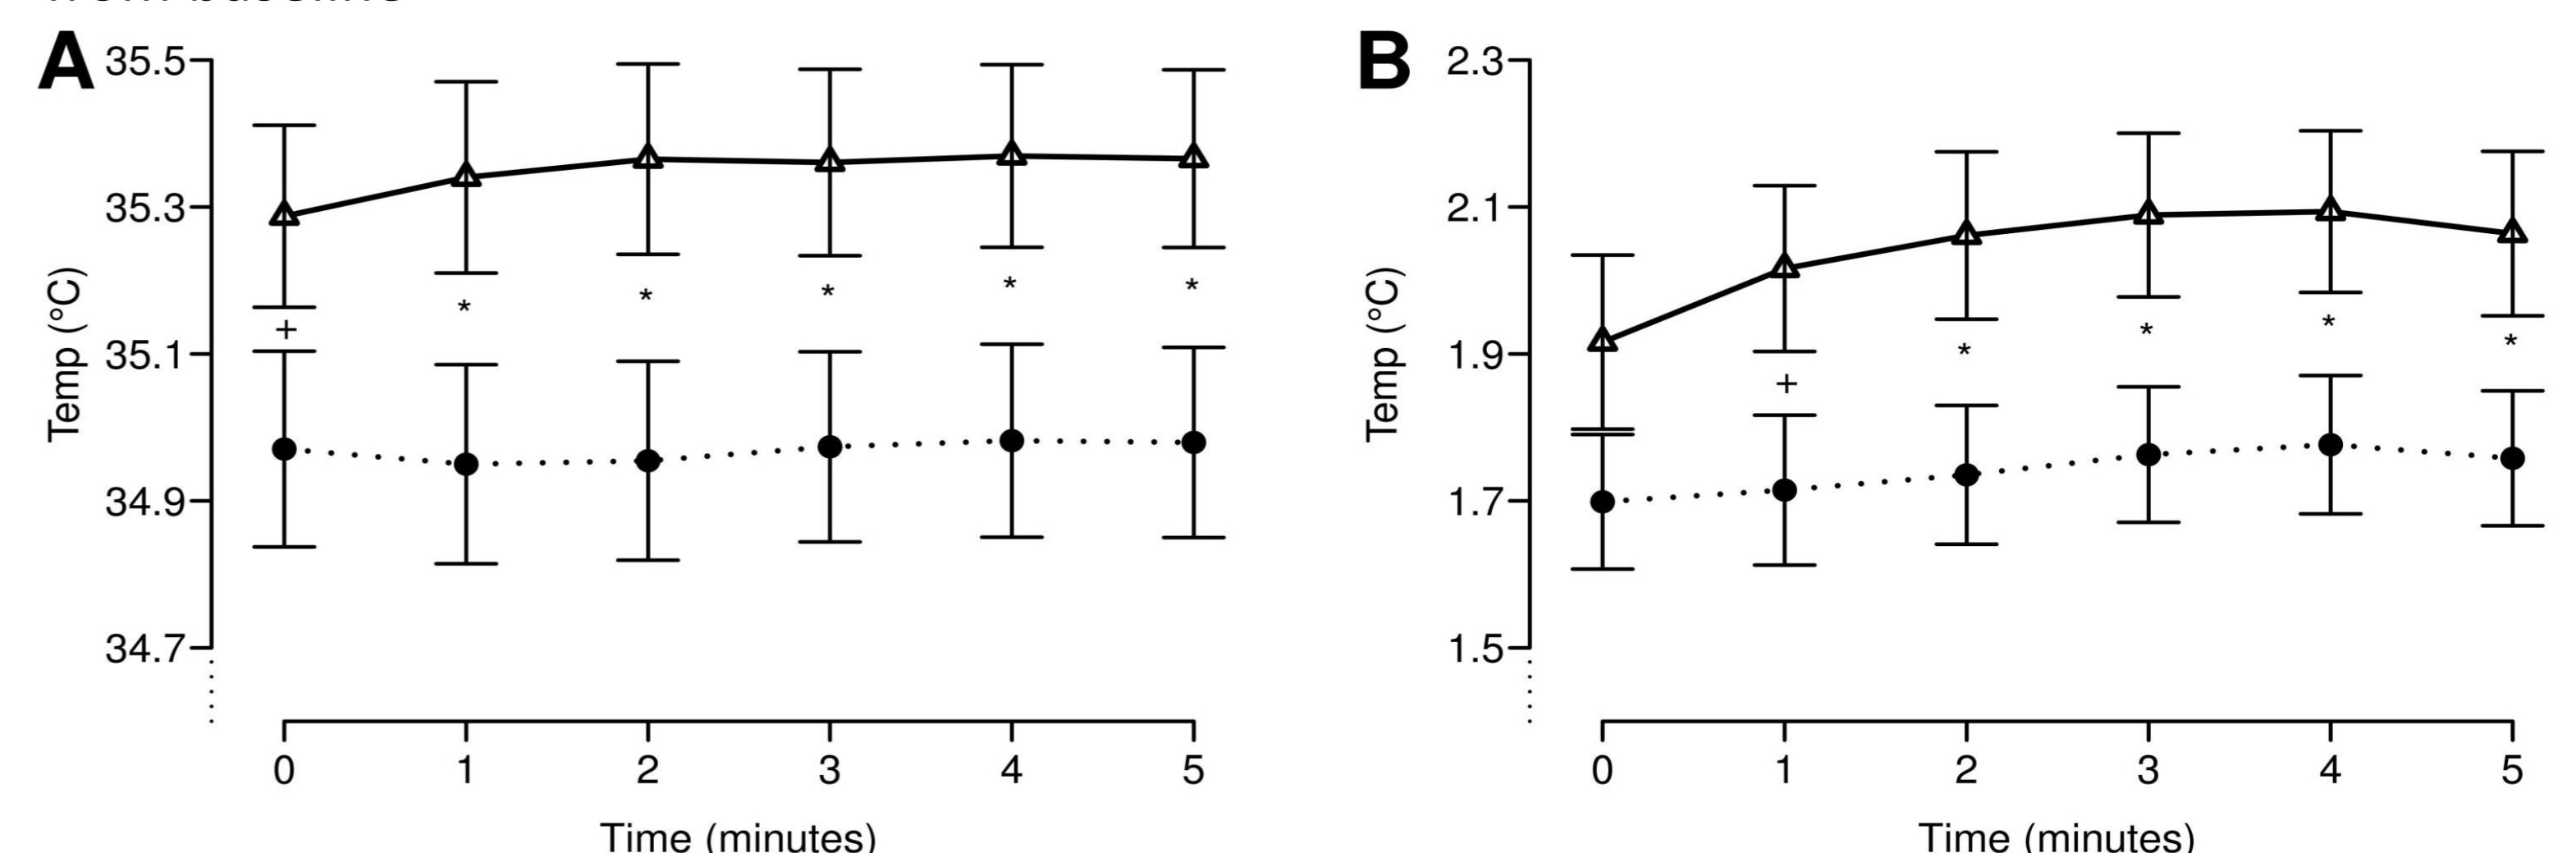 from baseline
A
35.5
35.3
35.1
34.9
34.7
Temp (°C)
+
*
*
*
*
*
0 1 2 3 4 5
Time (minutes)
B
2.3
2.1
1.9
1.7
1.5
Temp (°C)
+
*
*
*
*
0 1 2 3 4 5
Time (minutes)